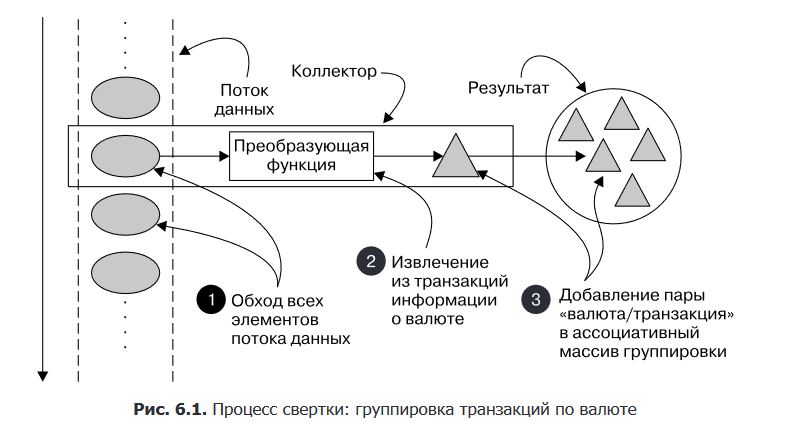 Поток
данных
Коллектор
Результат
Преобразующая
функция
1 Обход всех
элементов
потока данных
2 Извлечение
из транзакций
информации
о валюте
3 Добавление пары
«валюта/транзакция»
в ассоциативный
массив группировки
Рис. 6.1. Процесс свертки: группировка транзакций по валюте